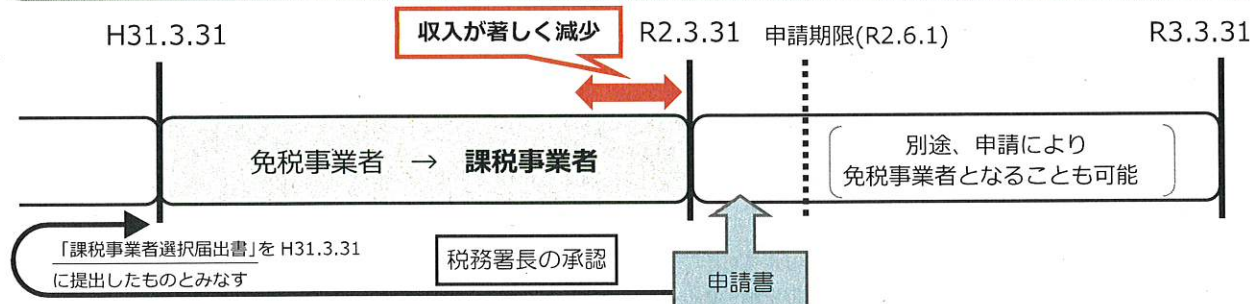 収入が著しく減少
H31.3.31
R2.3.31
申請期限(R2.6.1)
R3.3.31
免税事業者 → 課税事業者
別途、申請により
免税事業者となることも可能
「課税事業者選択届出書」を H31.3.31
に提出したものとみなす
税務署長の承認
申請書